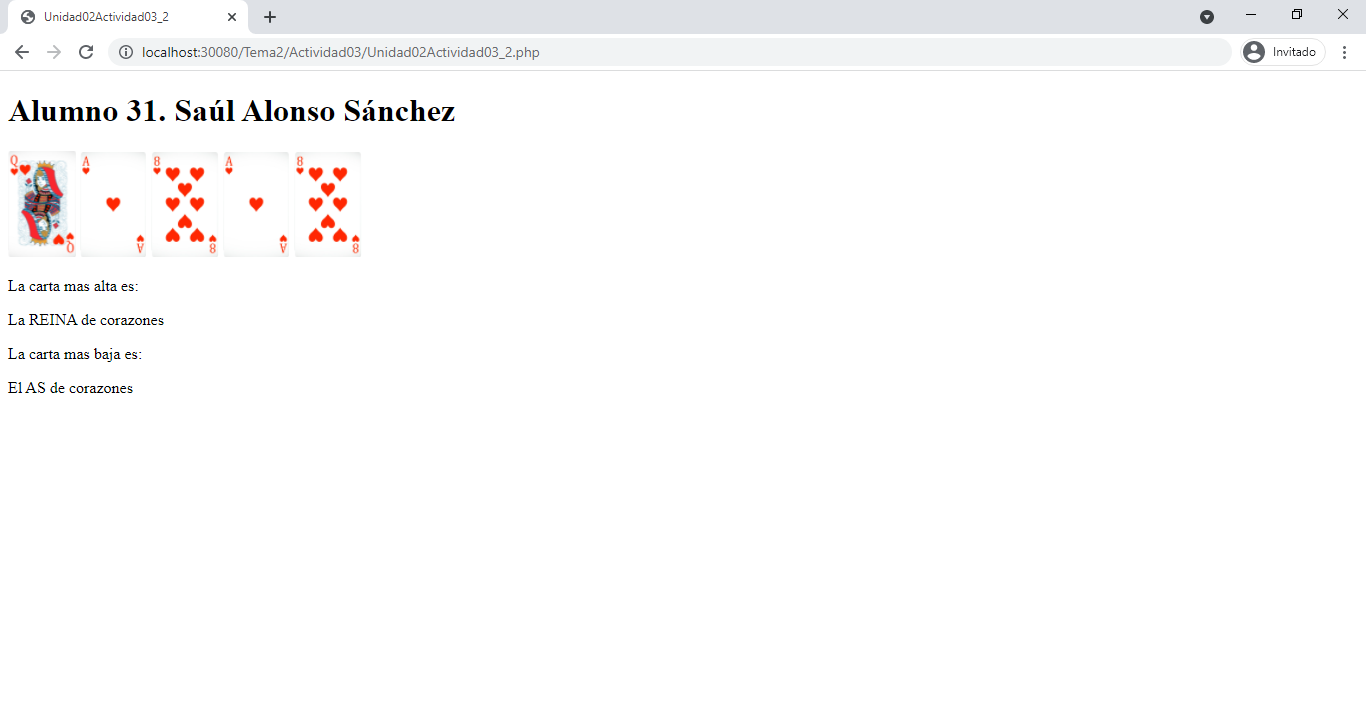 Unidad02Actividad03_2
localhost:30080/Tema2/Actividad03/Unidad02Actividad03_2.php
Invitado
Alumno 31. Saúl Alonso Sánchez
Q A 8 A 8
Q A 8 A 8
La carta mas alta es:
La REINA de corazones
La carta mas baja es:
El AS de corazones